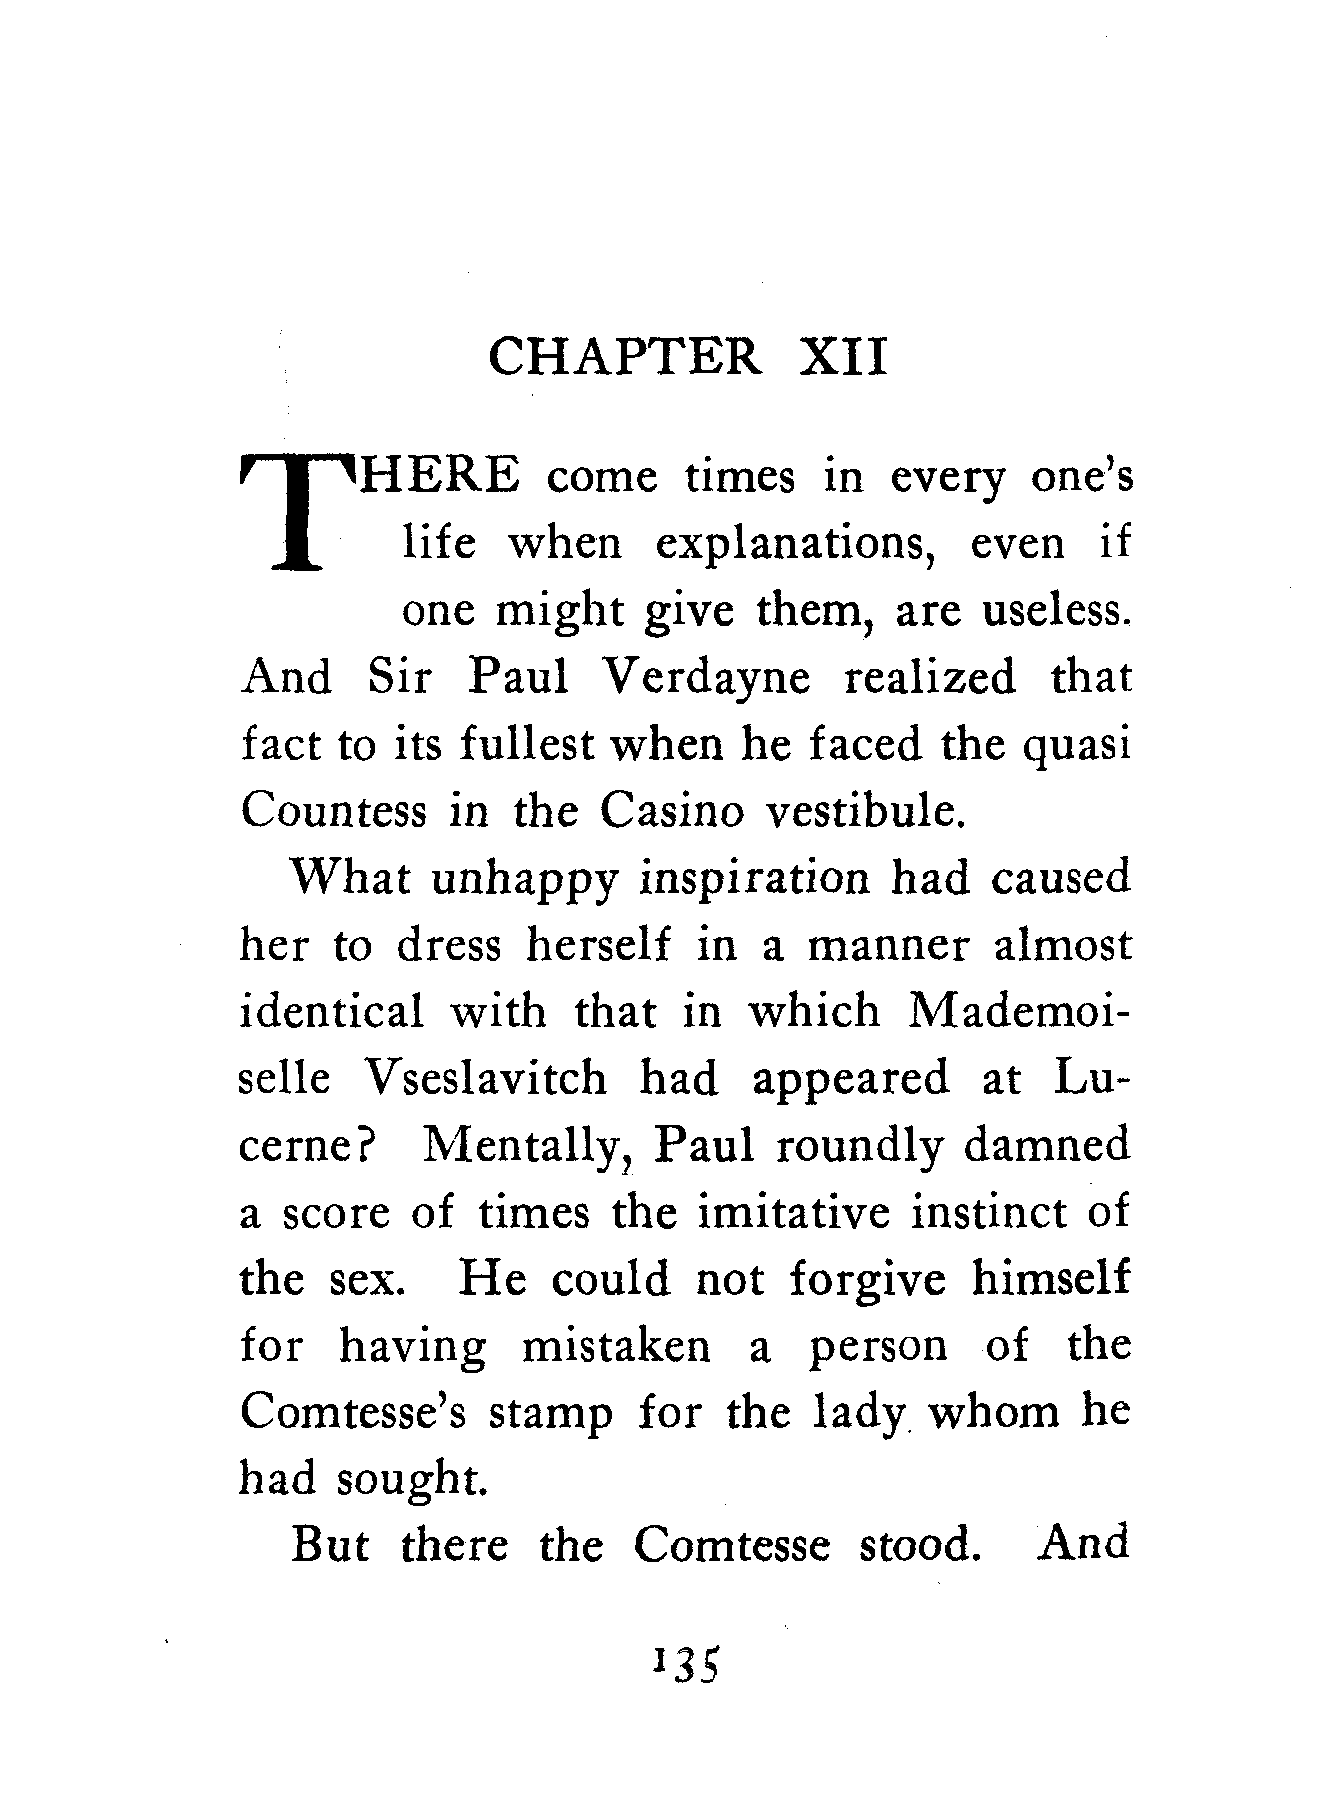 CHAPTER XII
THERE come times in every one's
life when explanations, even if
one might give them, are useless.
And Sir Paul Verdayne realized that
fact to its fullest when he faced the quasi
Countess in the Casino vestibule.
What unhappy inspiration had caused
her to dress herself in a manner almost
identical with that in which Mademoi-
selle Vseslavitch had appeared at Lu-
cerne? Mentally, Paul roundly damned
a score of times the imitative instinct of
the sex. He could not forgive himself
for having mistaken a person of the
Comtesse's stamp for the lady whom he
had sought.
But there the Comtesse stood. And
135